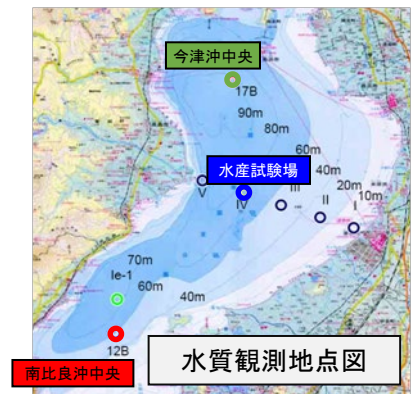 今津沖中央
17B
90m
80m
60m
水産試験場
40m
20m
10m
V
IV
III
II
I
70m
Ie-1
60m
40m
12B
南比良沖中央
水質観測地点図